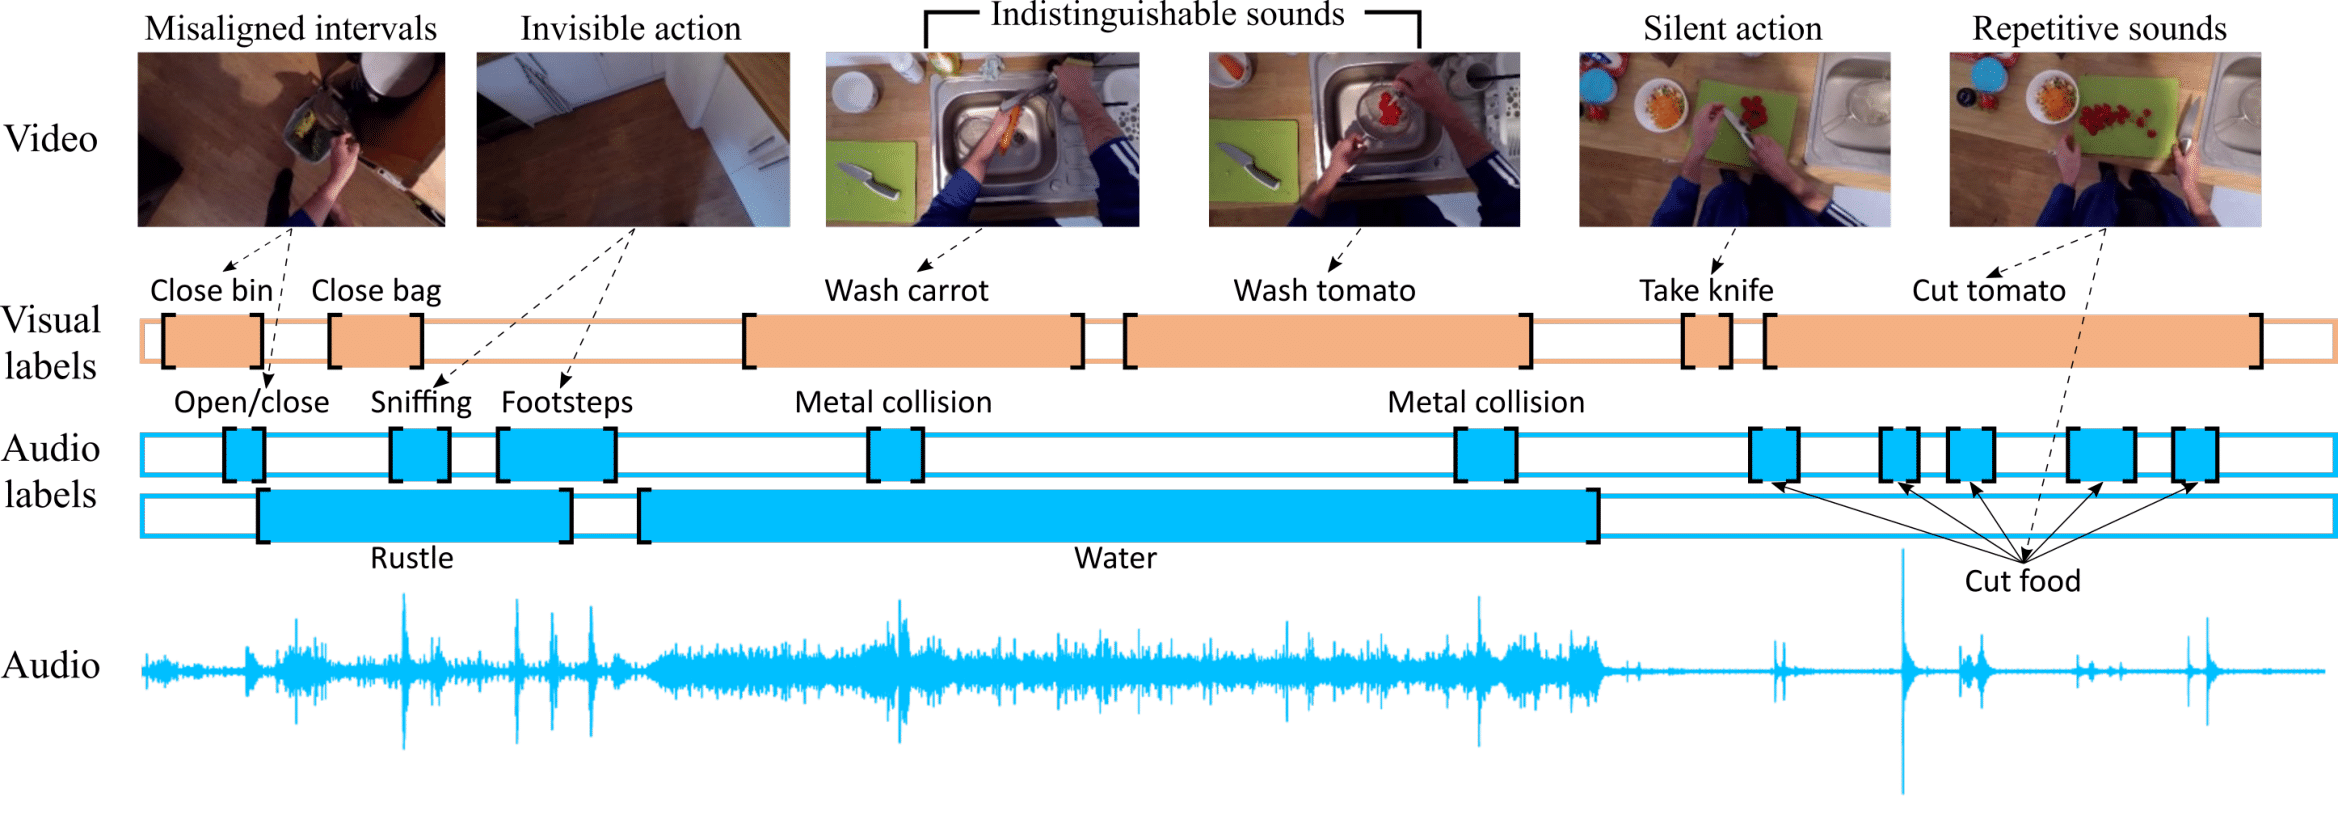 Indistinguishable sounds
Misaligned intervals
Invisible action
Silent action
Repetitive sounds
Video
Close bin
Close bag
Wash carrot
Wash tomato
Take knife
Cut tomato
Visual
labels
Open/close
Sniffing
Footsteps
Metal collision
Metal collision
Audio
labels
Rustle
Water
Cut food
Audio